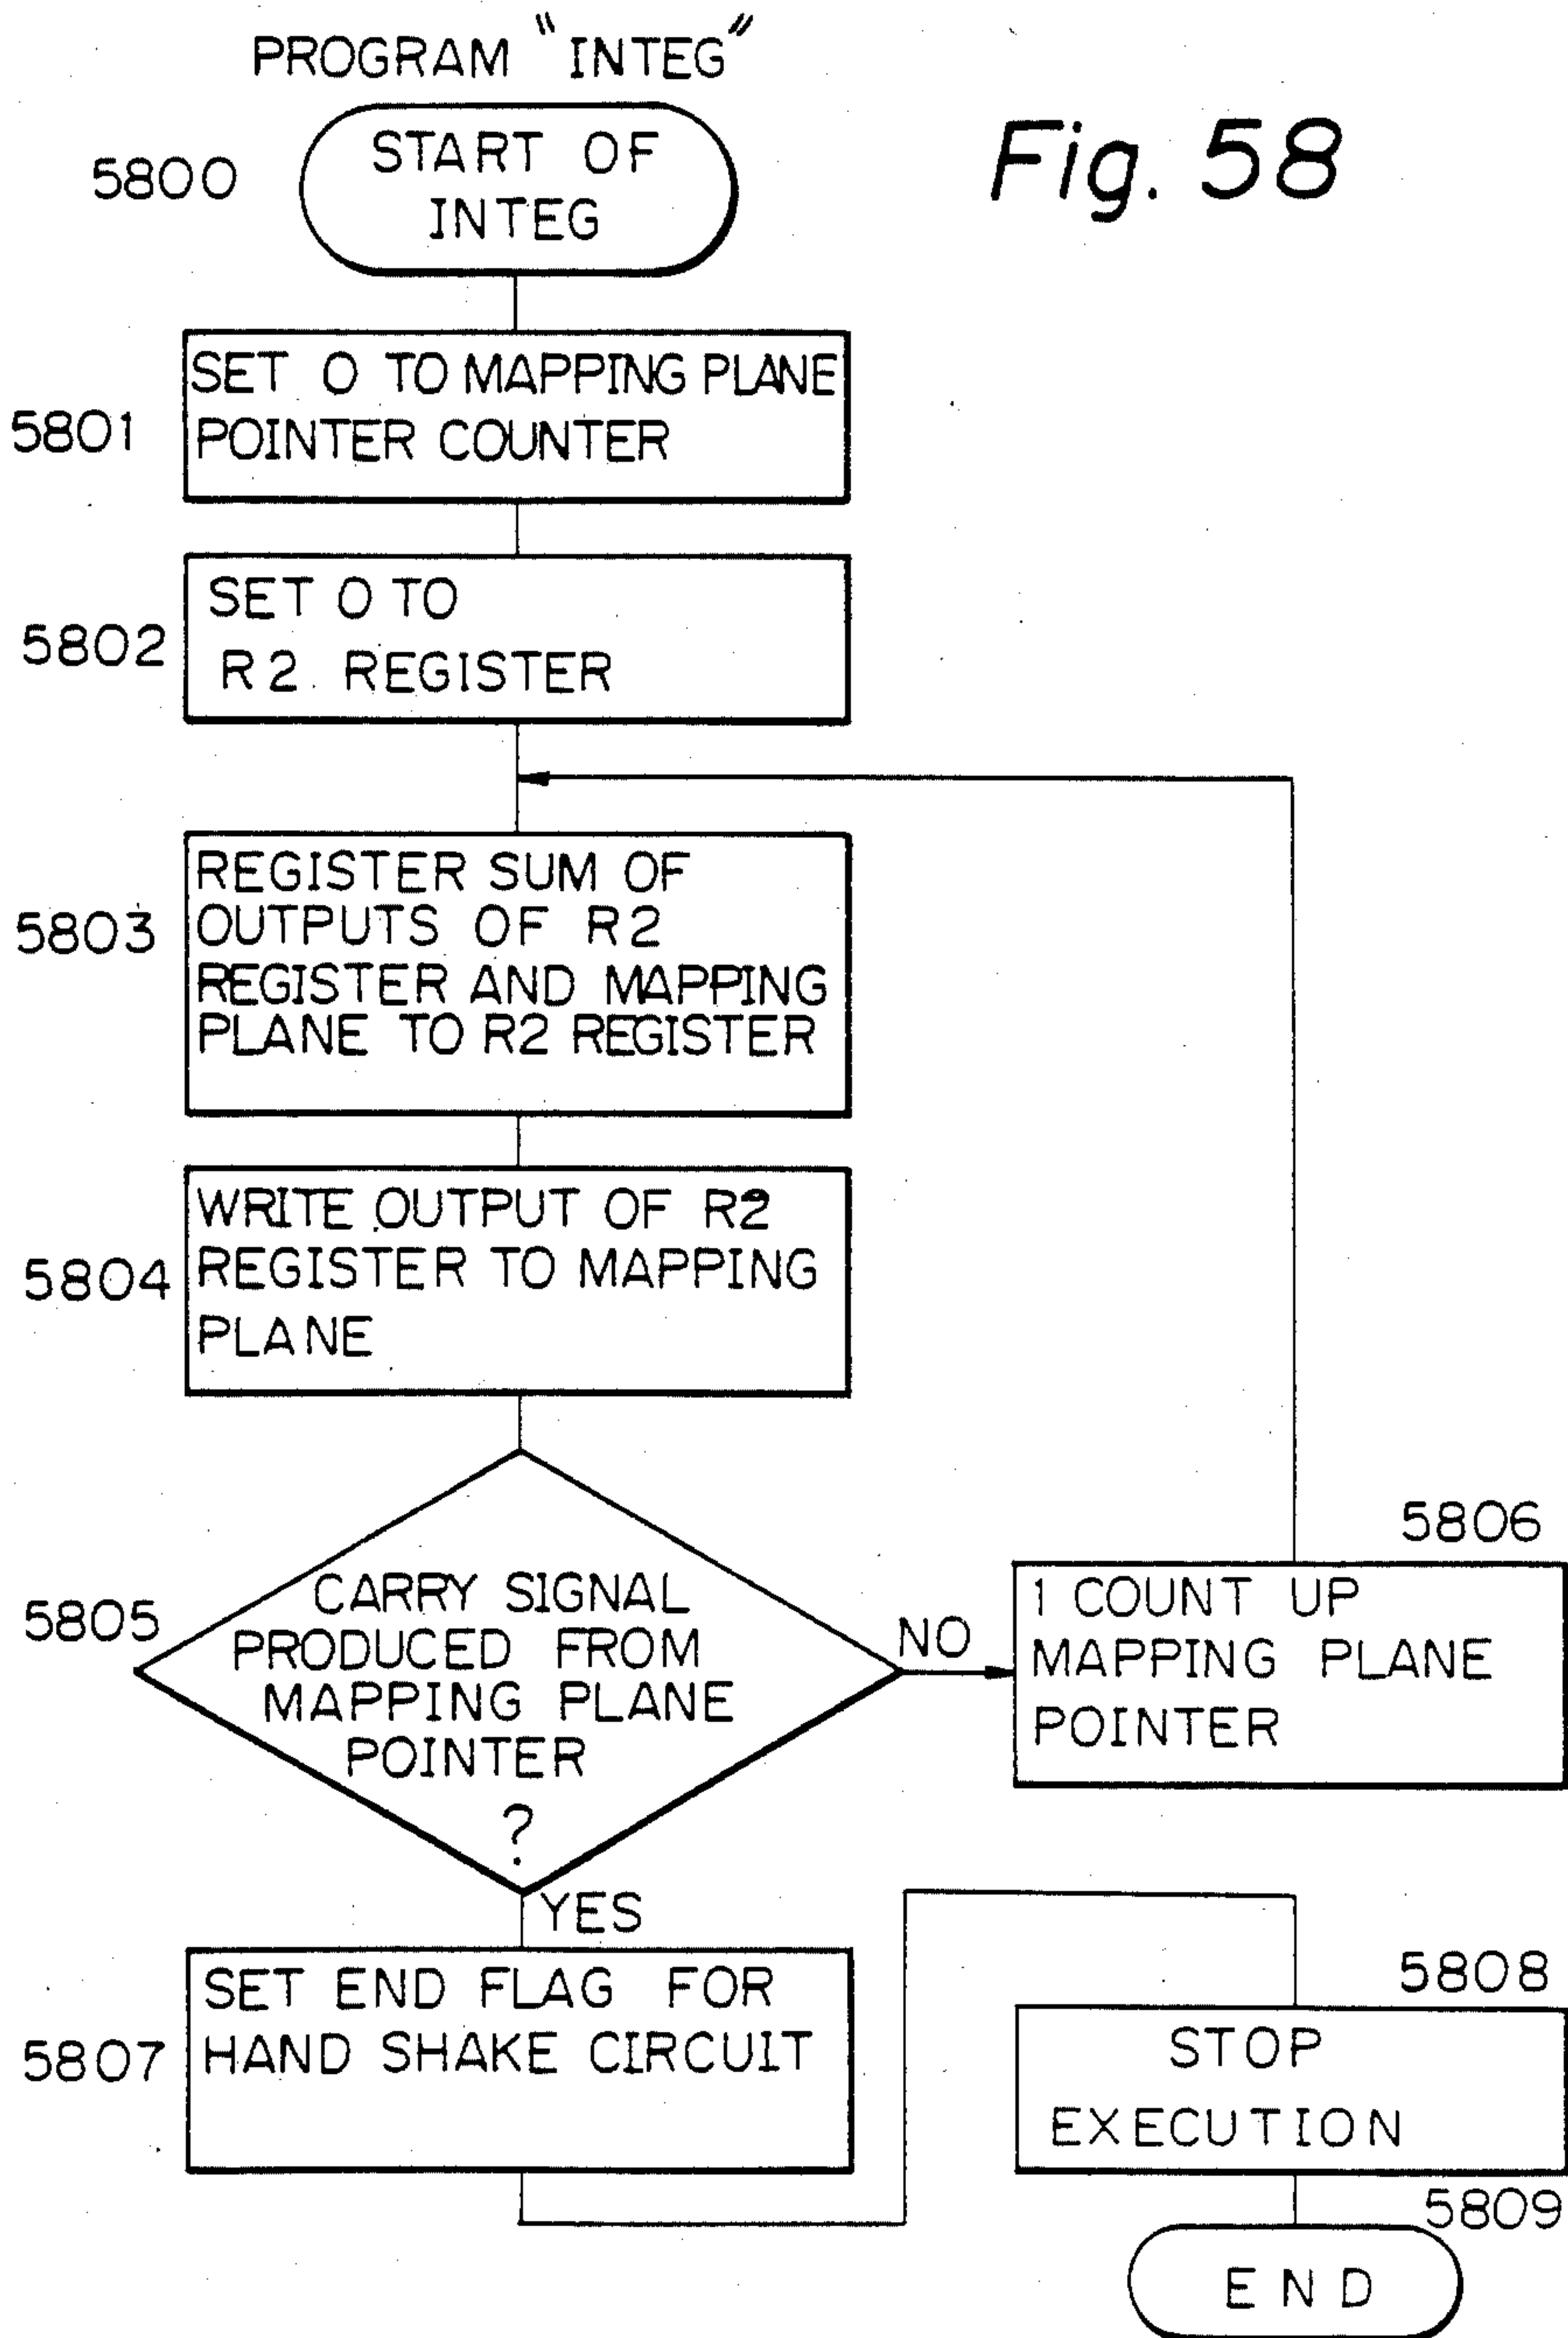 PROGRAM "INTEG"
Fig. 58
5800
START OF
INTEG
5801
SET 0 TO MAPPING PLANE
POINTER COUNTER
5802
SET 0 TO
R2 REGISTER
5803
REGISTER SUM OF
OUTPUTS OF R2
REGISTER AND MAPPING
PLANE TO R2 REGISTER
5804
WRITE OUTPUT OF R2
REGISTER TO MAPPING
PLANE
5805
CARRY SIGNAL
PRODUCED FROM
MAPPING PLANE
POINTER
?
NO
5806
1 COUNT UP
MAPPING PLANE
POINTER
YES
5807
SET END FLAG FOR
HAND SHAKE CIRCUIT
5808
STOP
EXECUTION
5809
END